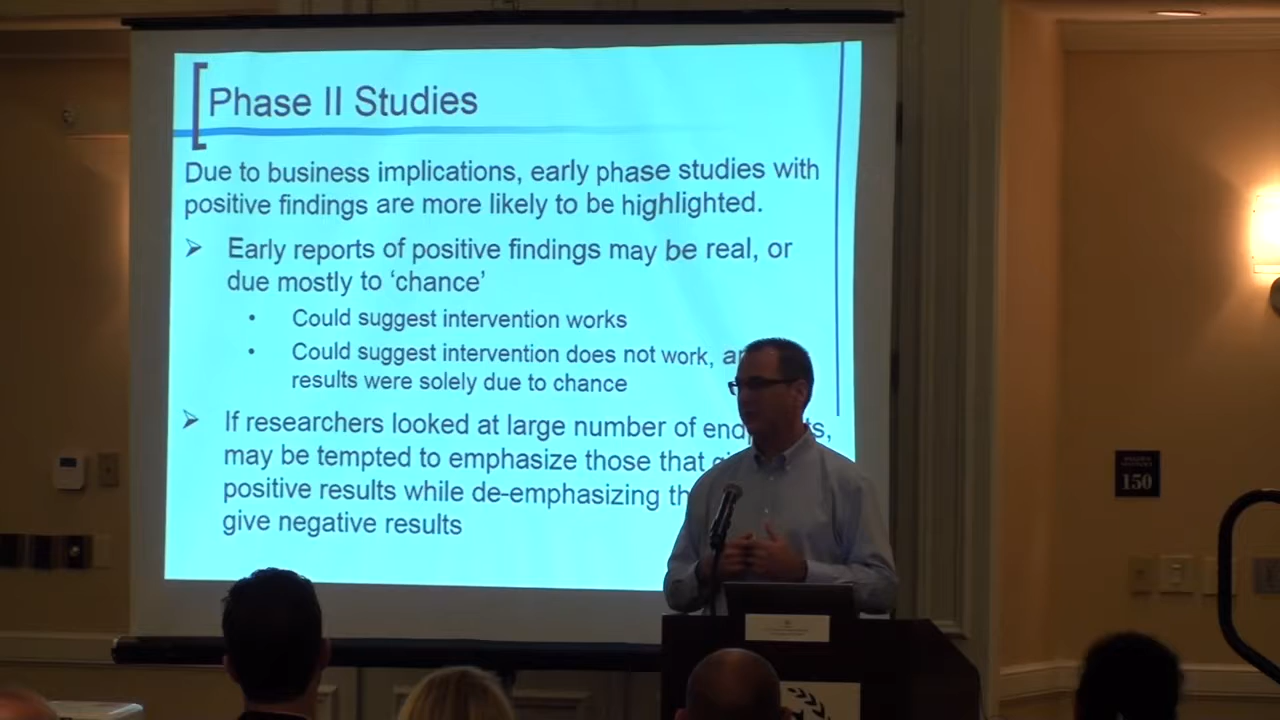 Phase II Studies
Due to business implications, early phase studies with
positive findings are more likely to be highlighted.
➢ Early reports of positive findings may be real, or
due mostly to ‘chance’
• Could suggest intervention works
• Could suggest intervention does not work,
results were solely due to chance
➢ If researchers looked at large number of
may be tempted to emphasize those that
positive results while de-emphasizing
give negative results
150